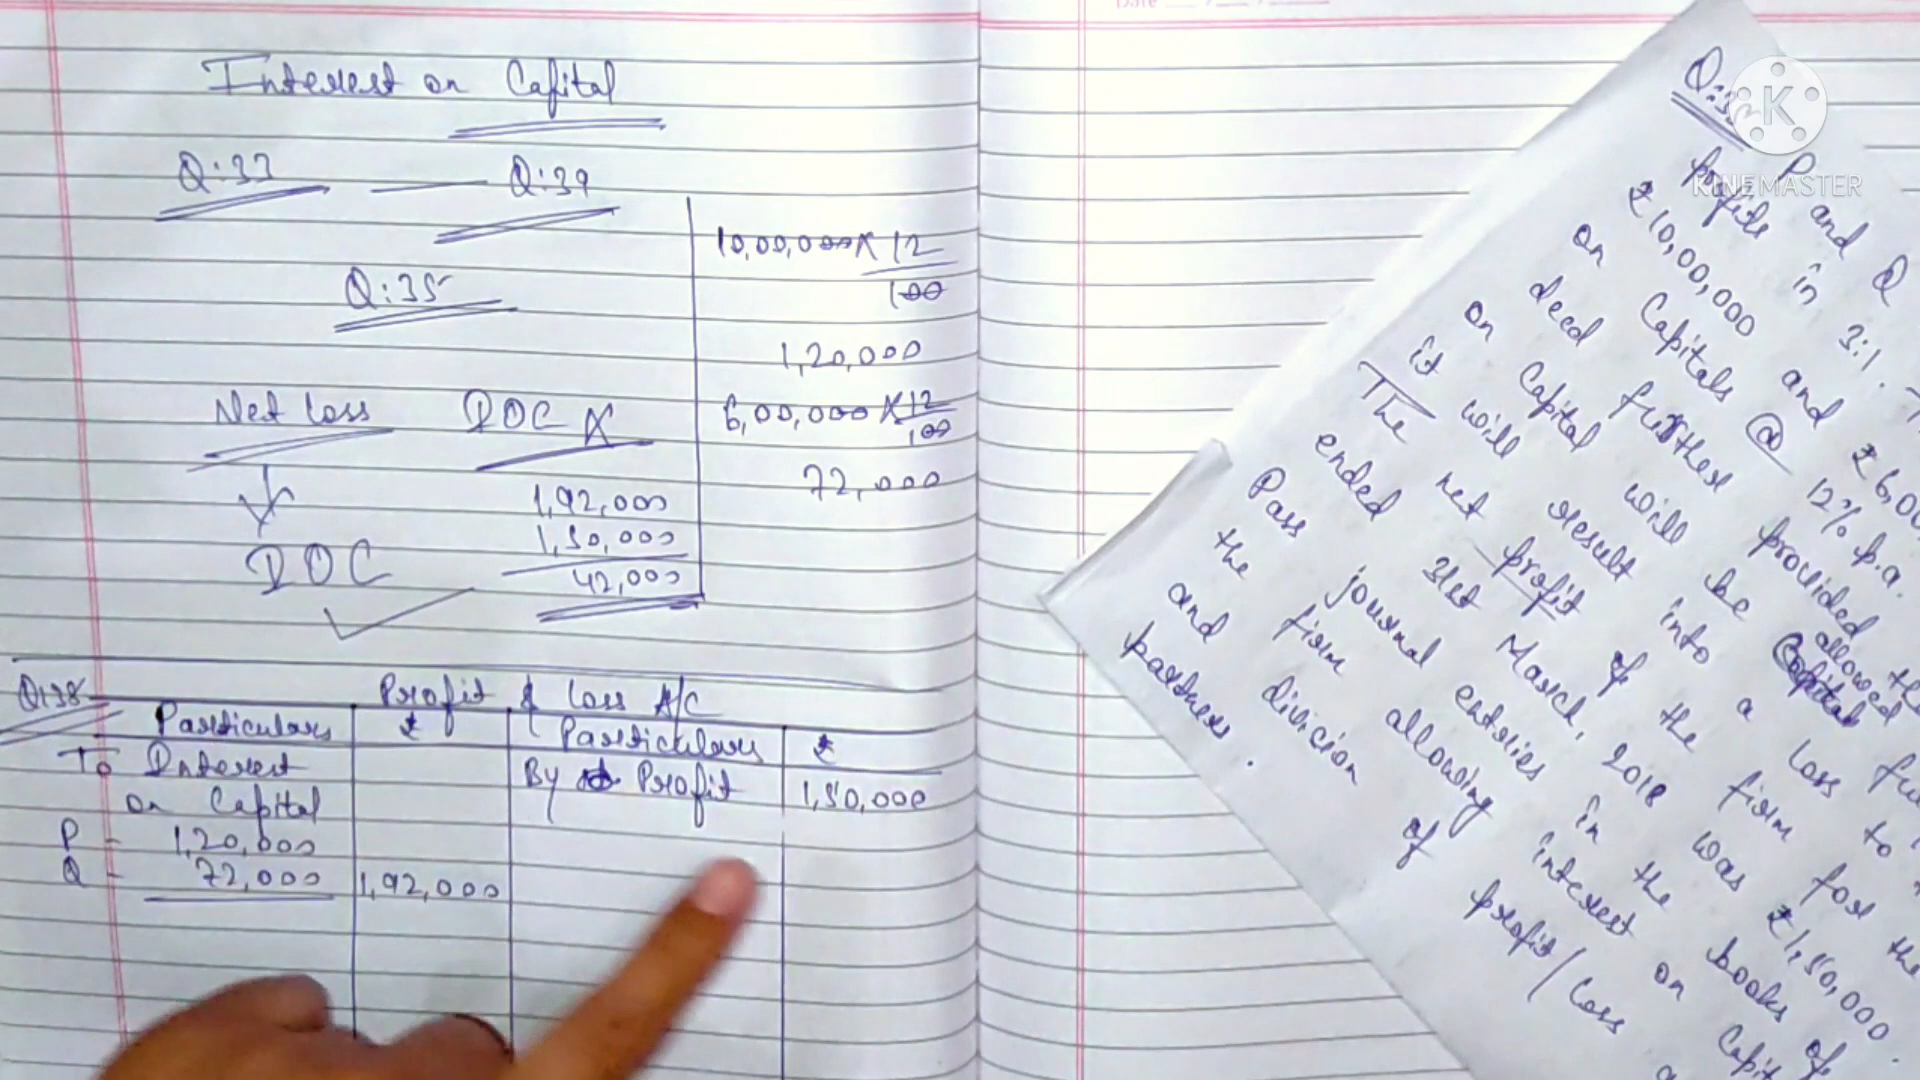 Interest on Capital
Q:33 — Q:39
Q:35
Net loss DOC X
DOC
1,92,000
1,50,000
42,000
10,00,000 X 12
100
1,20,000
6,00,000 X 12
100
72,000
Q:38 Profit & Loss A/C
Particulars ₹ Particulars ₹
To Interest
on Capital
P - 1,20,000
Q - 72,000 1,92,000
By Profit 1,50,000
Date
K
KINEMASTER
P and Q
profits in 3:1.
₹10,00,000 and ₹6,00
on Capitals @ 12% p.a.
deed further provided
on Capital will be allowed
it will result into a loss to
The net profit of the firm for the
ended 31st March, 2018 was ₹1,50,000.
Pass journal entries in the books of
the firm allowing interest on Capit
and division of profit/loss
partners.